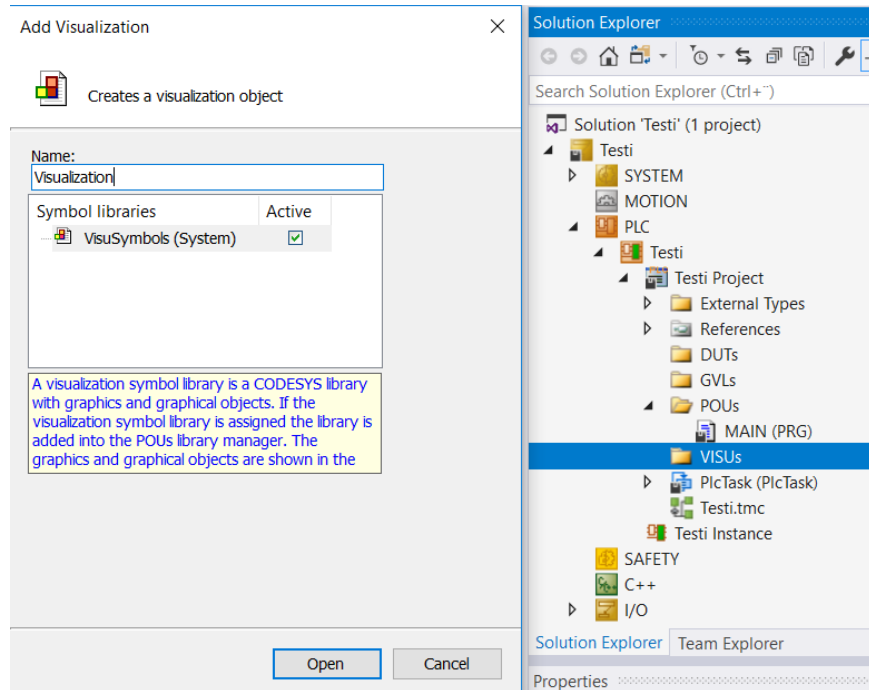 Add Visualization
Creates a visualization object
Name:
Visualization
Symbol libraries Active
VisuSymbols (System)
A visualization symbol library is a CODESYS library
with graphics and graphical objects. If the
visualization symbol library is assigned the library is
added into the POUs library manager. The
graphics and graphical objects are shown in the
Open Cancel
Solution Explorer
Search Solution Explorer (Ctrl+¨)
Solution 'Testi' (1 project)
Testi
SYSTEM
MOTION
PLC
Testi
Testi Project
External Types
References
DUTs
GVLs
POUs
MAIN (PRG)
VISUs
PlcTask (PlcTask)
Testi.tmc
Testi Instance
SAFETY
C++
I/O
Solution Explorer Team Explorer
Properties